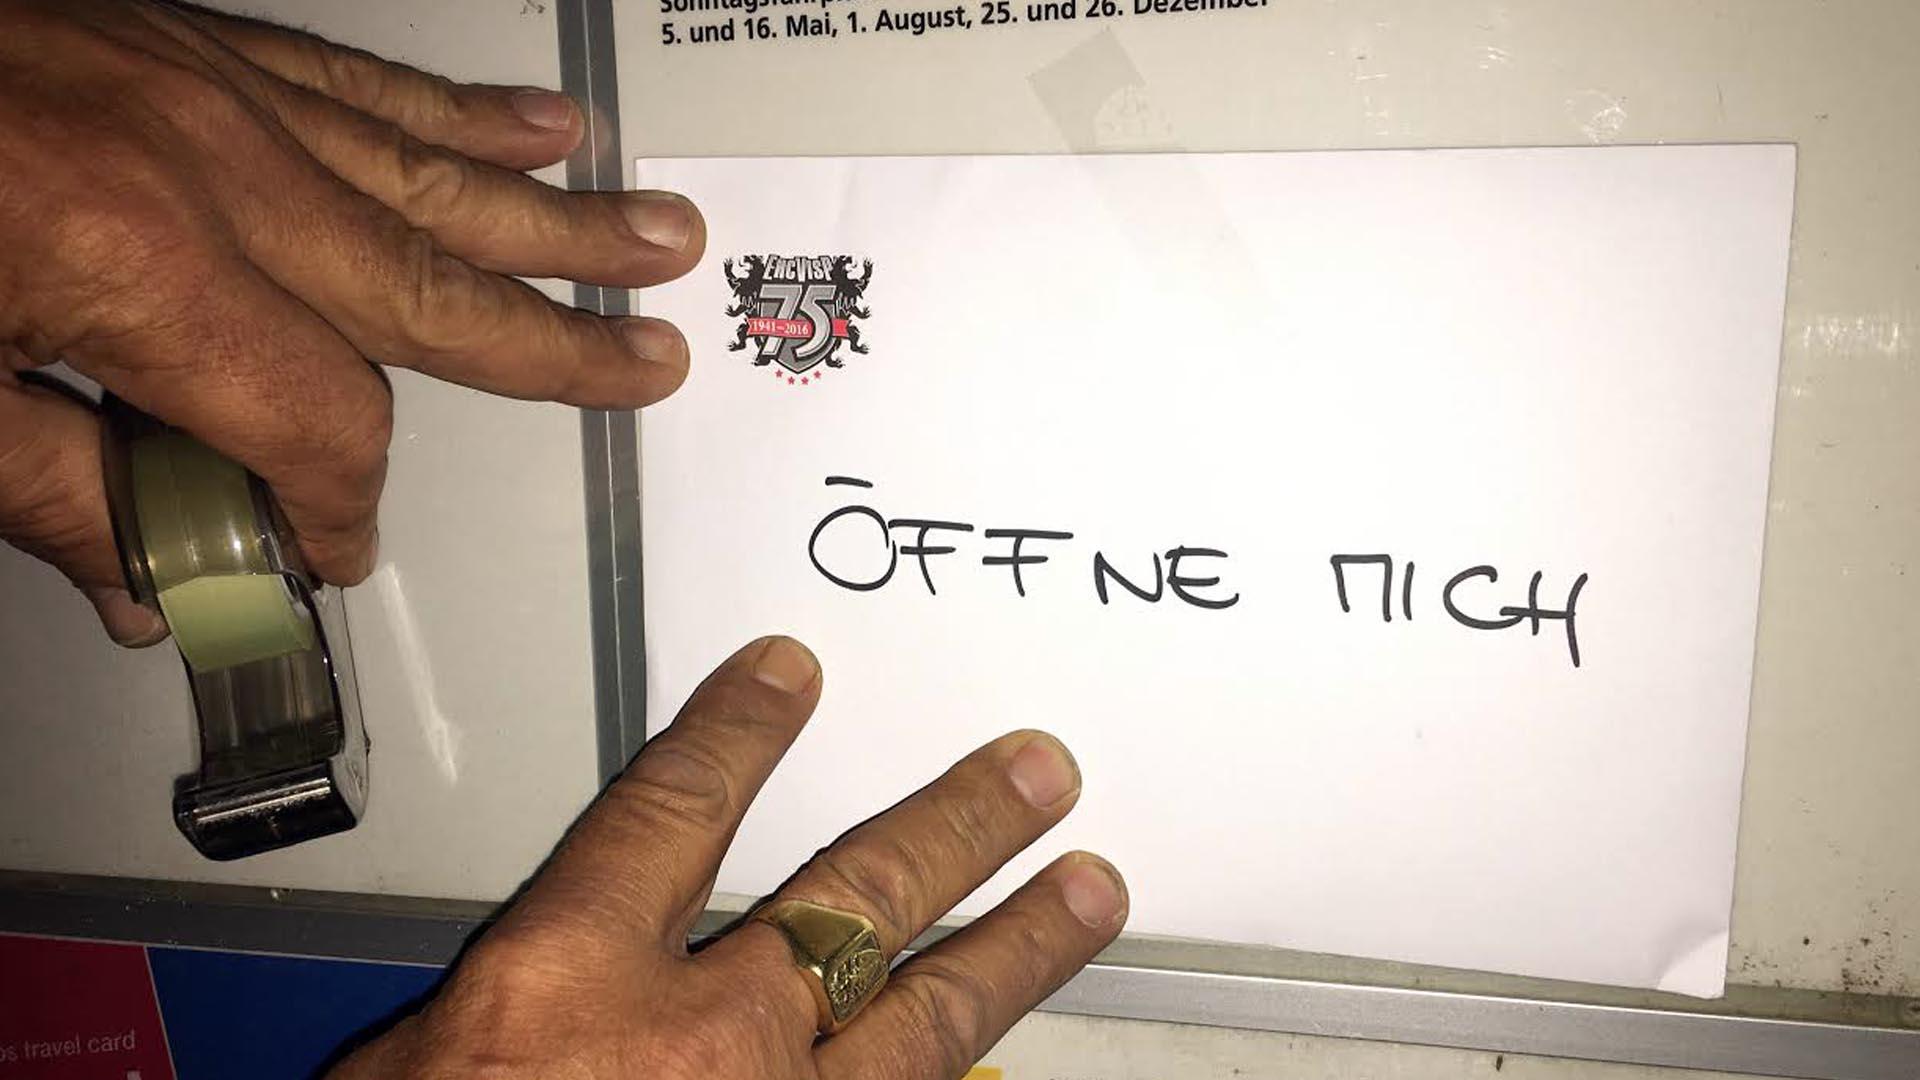 5. und 16. Mai, 1. August, 25. und 26. Dezember
EHC VISP
75
1941–2016
ÖFFNE MICH
travel card